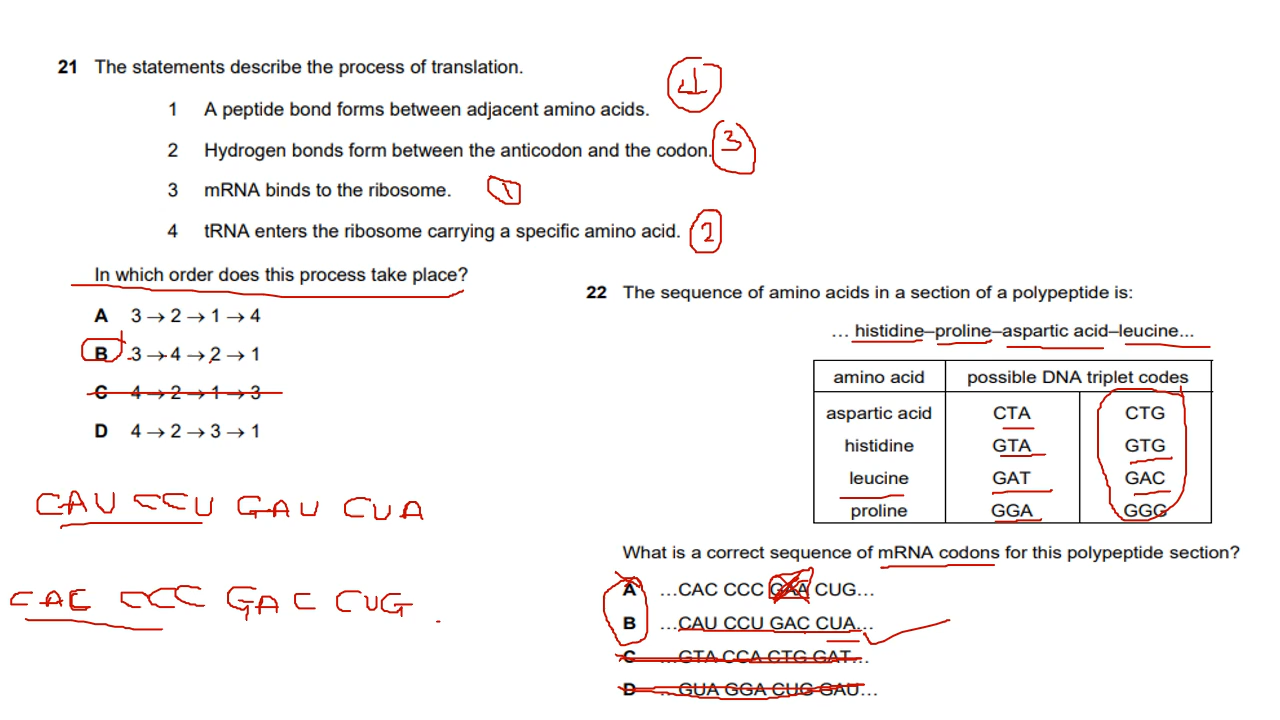 21 The statements describe the process of translation.
1 A peptide bond forms between adjacent amino acids. 4
2 Hydrogen bonds form between the anticodon and the codon. 3
3 mRNA binds to the ribosome. 1
4 tRNA enters the ribosome carrying a specific amino acid. 2
In which order does this process take place?
A 3 → 2 → 1 → 4
B 3 → 4 → 2 → 1
C 4 → 2 → 1 → 3
D 4 → 2 → 3 → 1
CAU CCU GAU CUA
CAC CCC GAC CUG
22 The sequence of amino acids in a section of a polypeptide is:
... histidine–proline–aspartic acid–leucine...
amino acid possible DNA triplet codes
aspartic acid CTA CTG
histidine GTA GTG
leucine GAT GAC
proline GGA GGG
What is a correct sequence of mRNA codons for this polypeptide section?
A ...CAC CCC GAA CUG...
B ...CAU CCU GAC CUA...
C ...GTA CCA CTG GAT...
D ...GUA GGA CUG GAU...